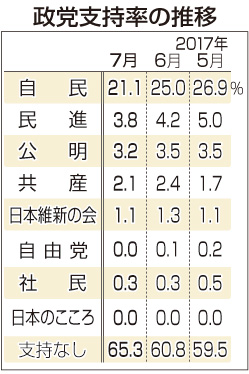 政党支持率の推移
2017年
7月 6月 5月
自民 21.1 25.0 26.9%
民進 3.8 4.2 5.0
公明 3.2 3.5 3.5
共産 2.1 2.4 1.7
日本維新の会 1.1 1.3 1.1
自由党 0.0 0.1 0.2
社民 0.3 0.3 0.5
日本のこころ 0.0 0.0 0.0
支持なし 65.3 60.8 59.5